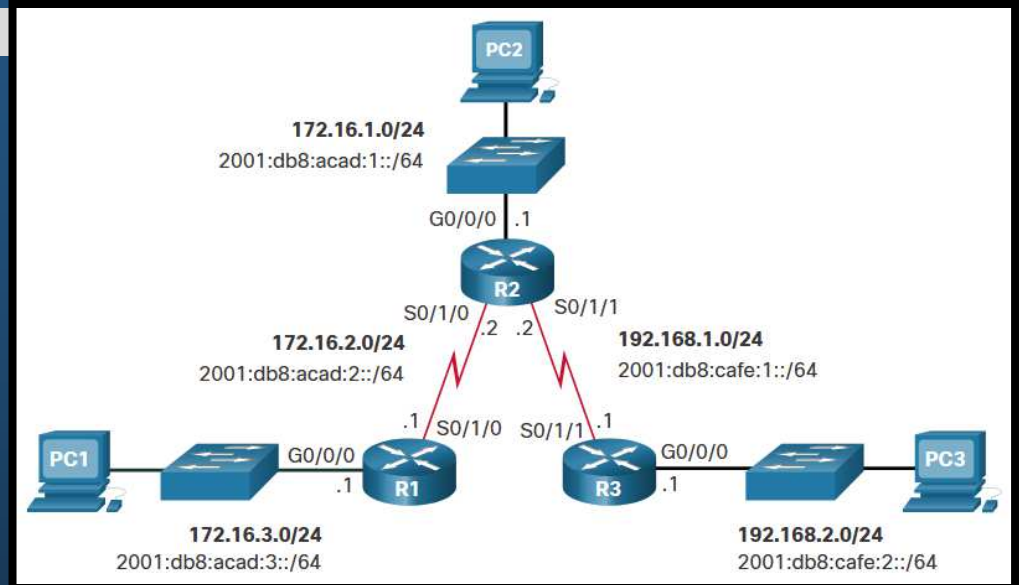 PC2
172.16.1.0/24
2001:db8:acad:1::/64
G0/0/0 .1
R2
S0/1/0 .2 .2 S0/1/1
172.16.2.0/24
2001:db8:acad:2::/64
192.168.1.0/24
2001:db8:cafe:1::/64
.1 S0/1/0
S0/1/1 .1
PC1
G0/0/0
.1
R1
R3
G0/0/0
.1
PC3
172.16.3.0/24
2001:db8:acad:3::/64
192.168.2.0/24
2001:db8:cafe:2::/64